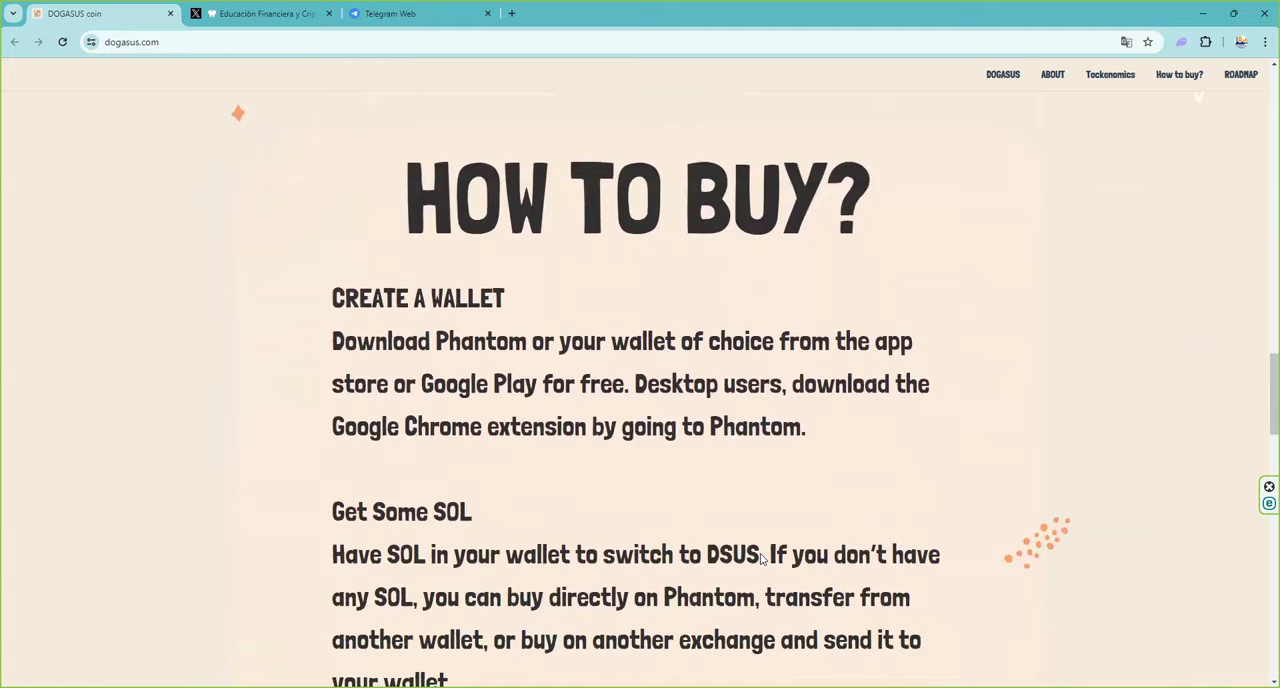 DOGASUS coin
Educación Financiera y Crip
Telegram Web
dogasus.com
DOGASUS ABOUT Tockenomics How to buy? ROADMAP
HOW TO BUY?
CREATE A WALLET
Download Phantom or your wallet of choice from the app
store or Google Play for free. Desktop users, download the
Google Chrome extension by going to Phantom.
Get Some SOL
Have SOL in your wallet to switch to DSUS. If you don't have
any SOL, you can buy directly on Phantom, transfer from
another wallet, or buy on another exchange and send it to
your wallet